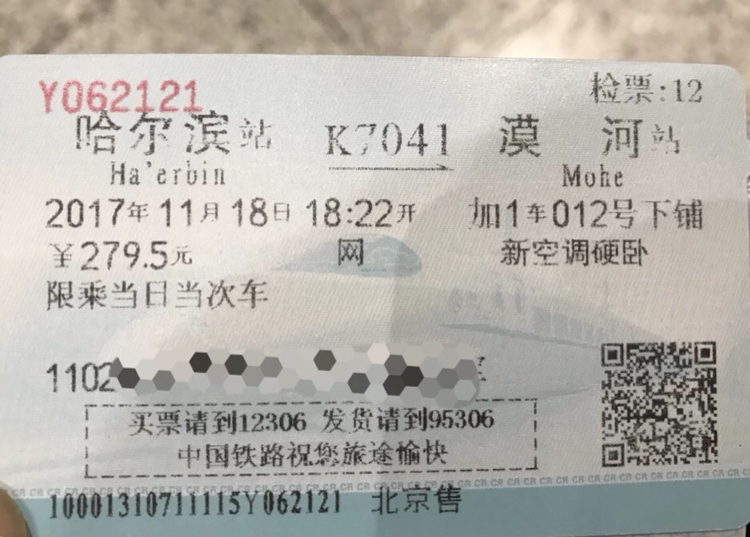 Y062121 检票:12
哈尔滨站 K7041 漠河站
Ha'erbin Mohe
2017年11月18日 18:22开 加1车012号下铺
￥279.5元 网 新空调硬卧
限乘当日当次车
1102
买票请到12306 发货请到95306
中国铁路祝您旅途愉快
10001310711115Y062121 北京售